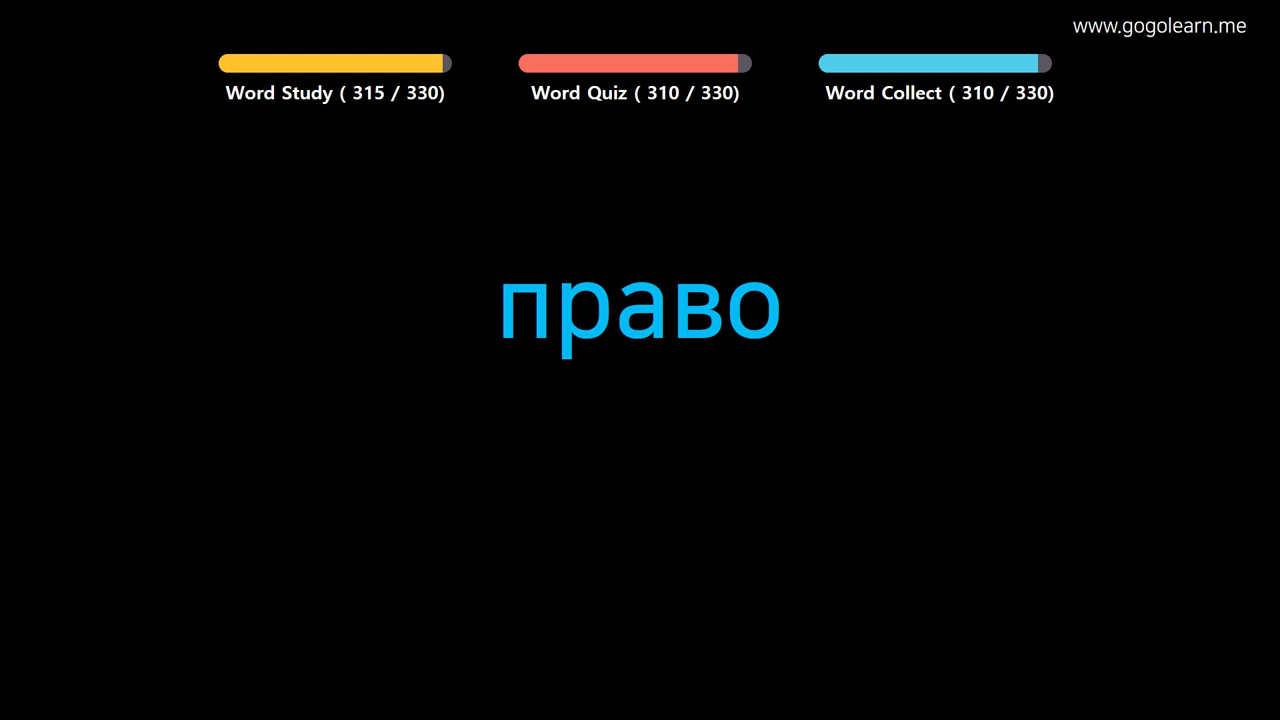 www.gogolearn.me
Word Study ( 315 / 330)
Word Quiz ( 310 / 330)
Word Collect ( 310 / 330)
право